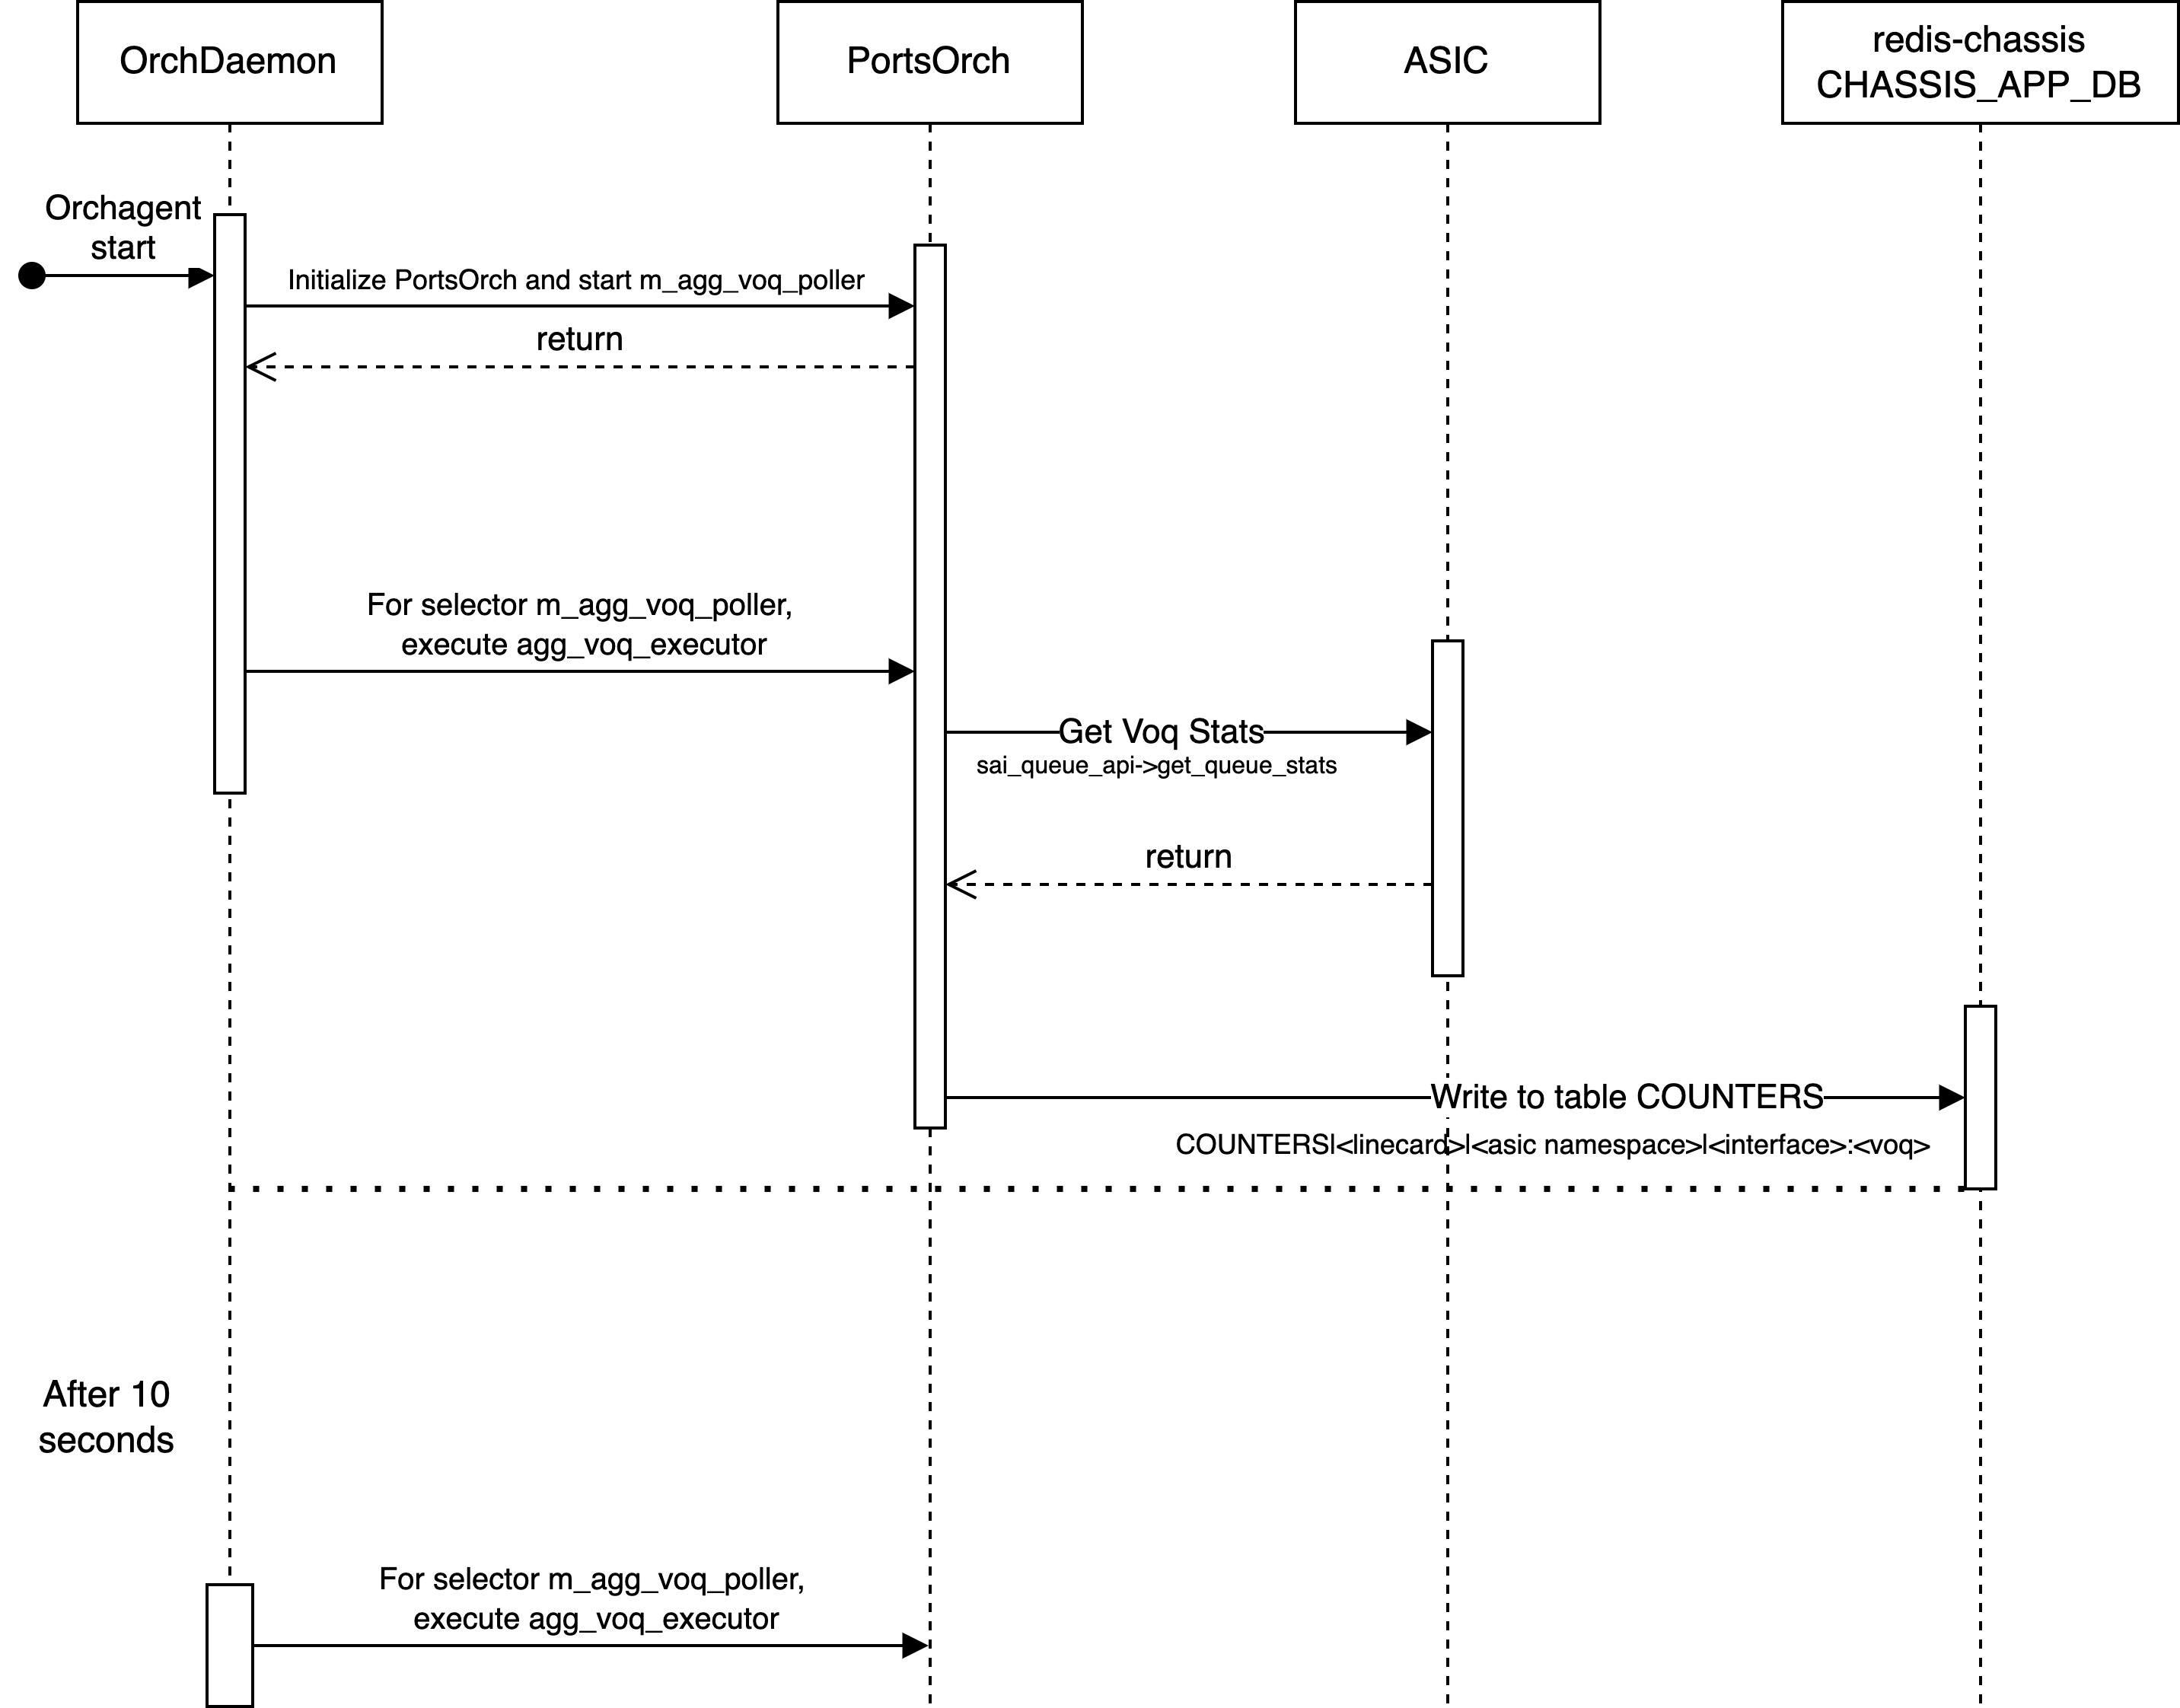 OrchDaemon
PortsOrch
ASIC
redis-chassis
CHASSIS_APP_DB
Orchagent
start
Initialize PortsOrch and start m_agg_voq_poller
return
For selector m_agg_voq_poller,
execute agg_voq_executor
Get Voq Stats
sai_queue_api->get_queue_stats
return
Write to table COUNTERS
COUNTERS|<linecard>|<asic namespace>|<interface>:<voq>
After 10
seconds
For selector m_agg_voq_poller,
execute agg_voq_executor